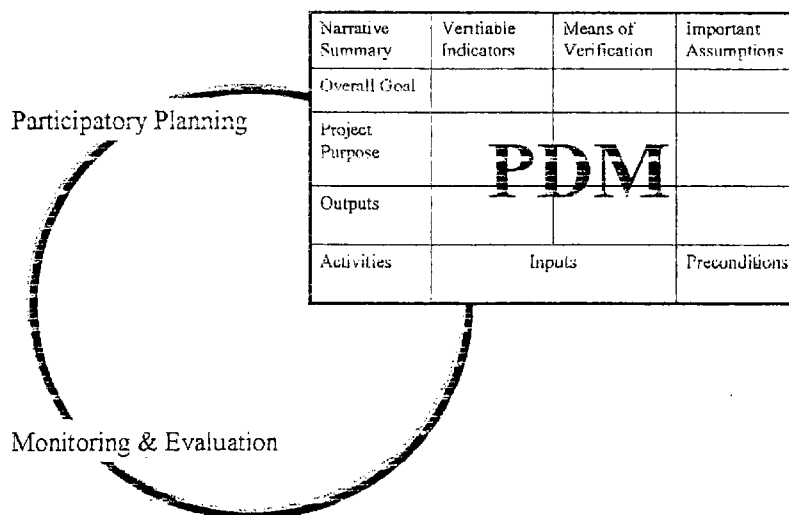 Narrative Summary
Verifiable Indicators
Means of Verification
Important Assumptions
Overall Goal
Participatory Planning
Project Purpose
PDM
Outputs
Activities
Inputs
Preconditions
Monitoring & Evaluation